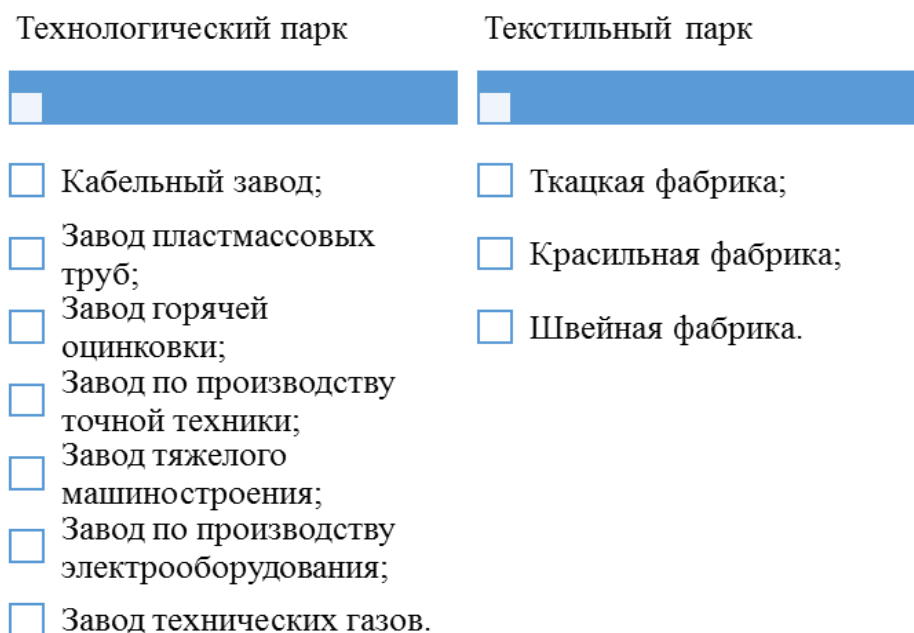 Технологический парк
Кабельный завод;
Завод пластмассовых
труб;
Завод горячей
оцинковки;
Завод по производству
точной техники;
Завод тяжелого
машиностроения;
Завод по производству
электрооборудования;
Завод технических газов.
Текстильный парк
Ткацкая фабрика;
Красильная фабрика;
Швейная фабрика.